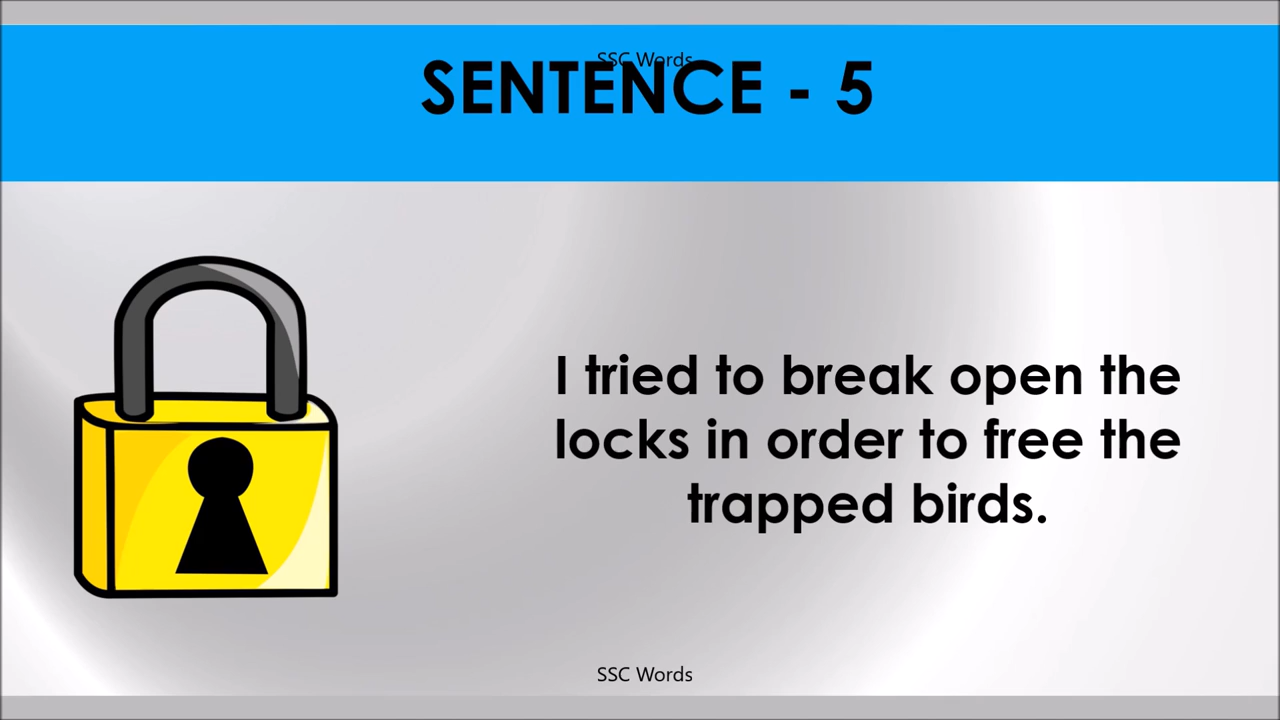 SSC Words
SENTENCE - 5
I tried to break open the
locks in order to free the
trapped birds.
SSC Words